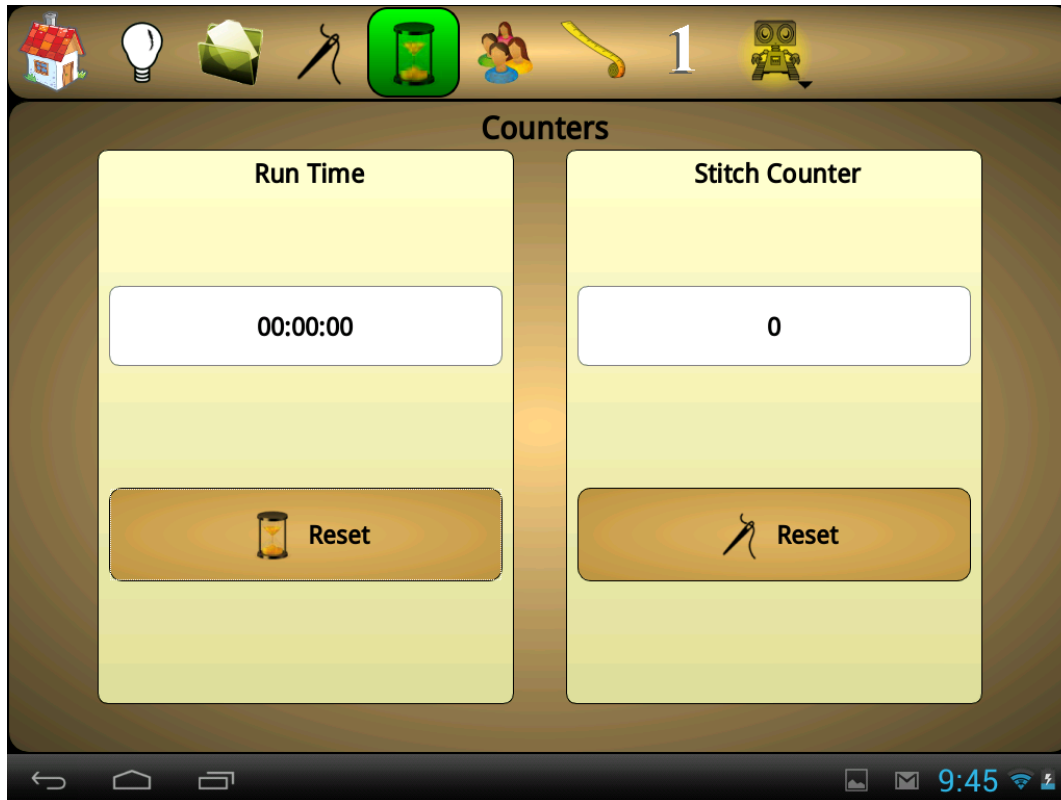 1
Counters
Run Time
Stitch Counter
00:00:00
0
Reset
Reset
9:45